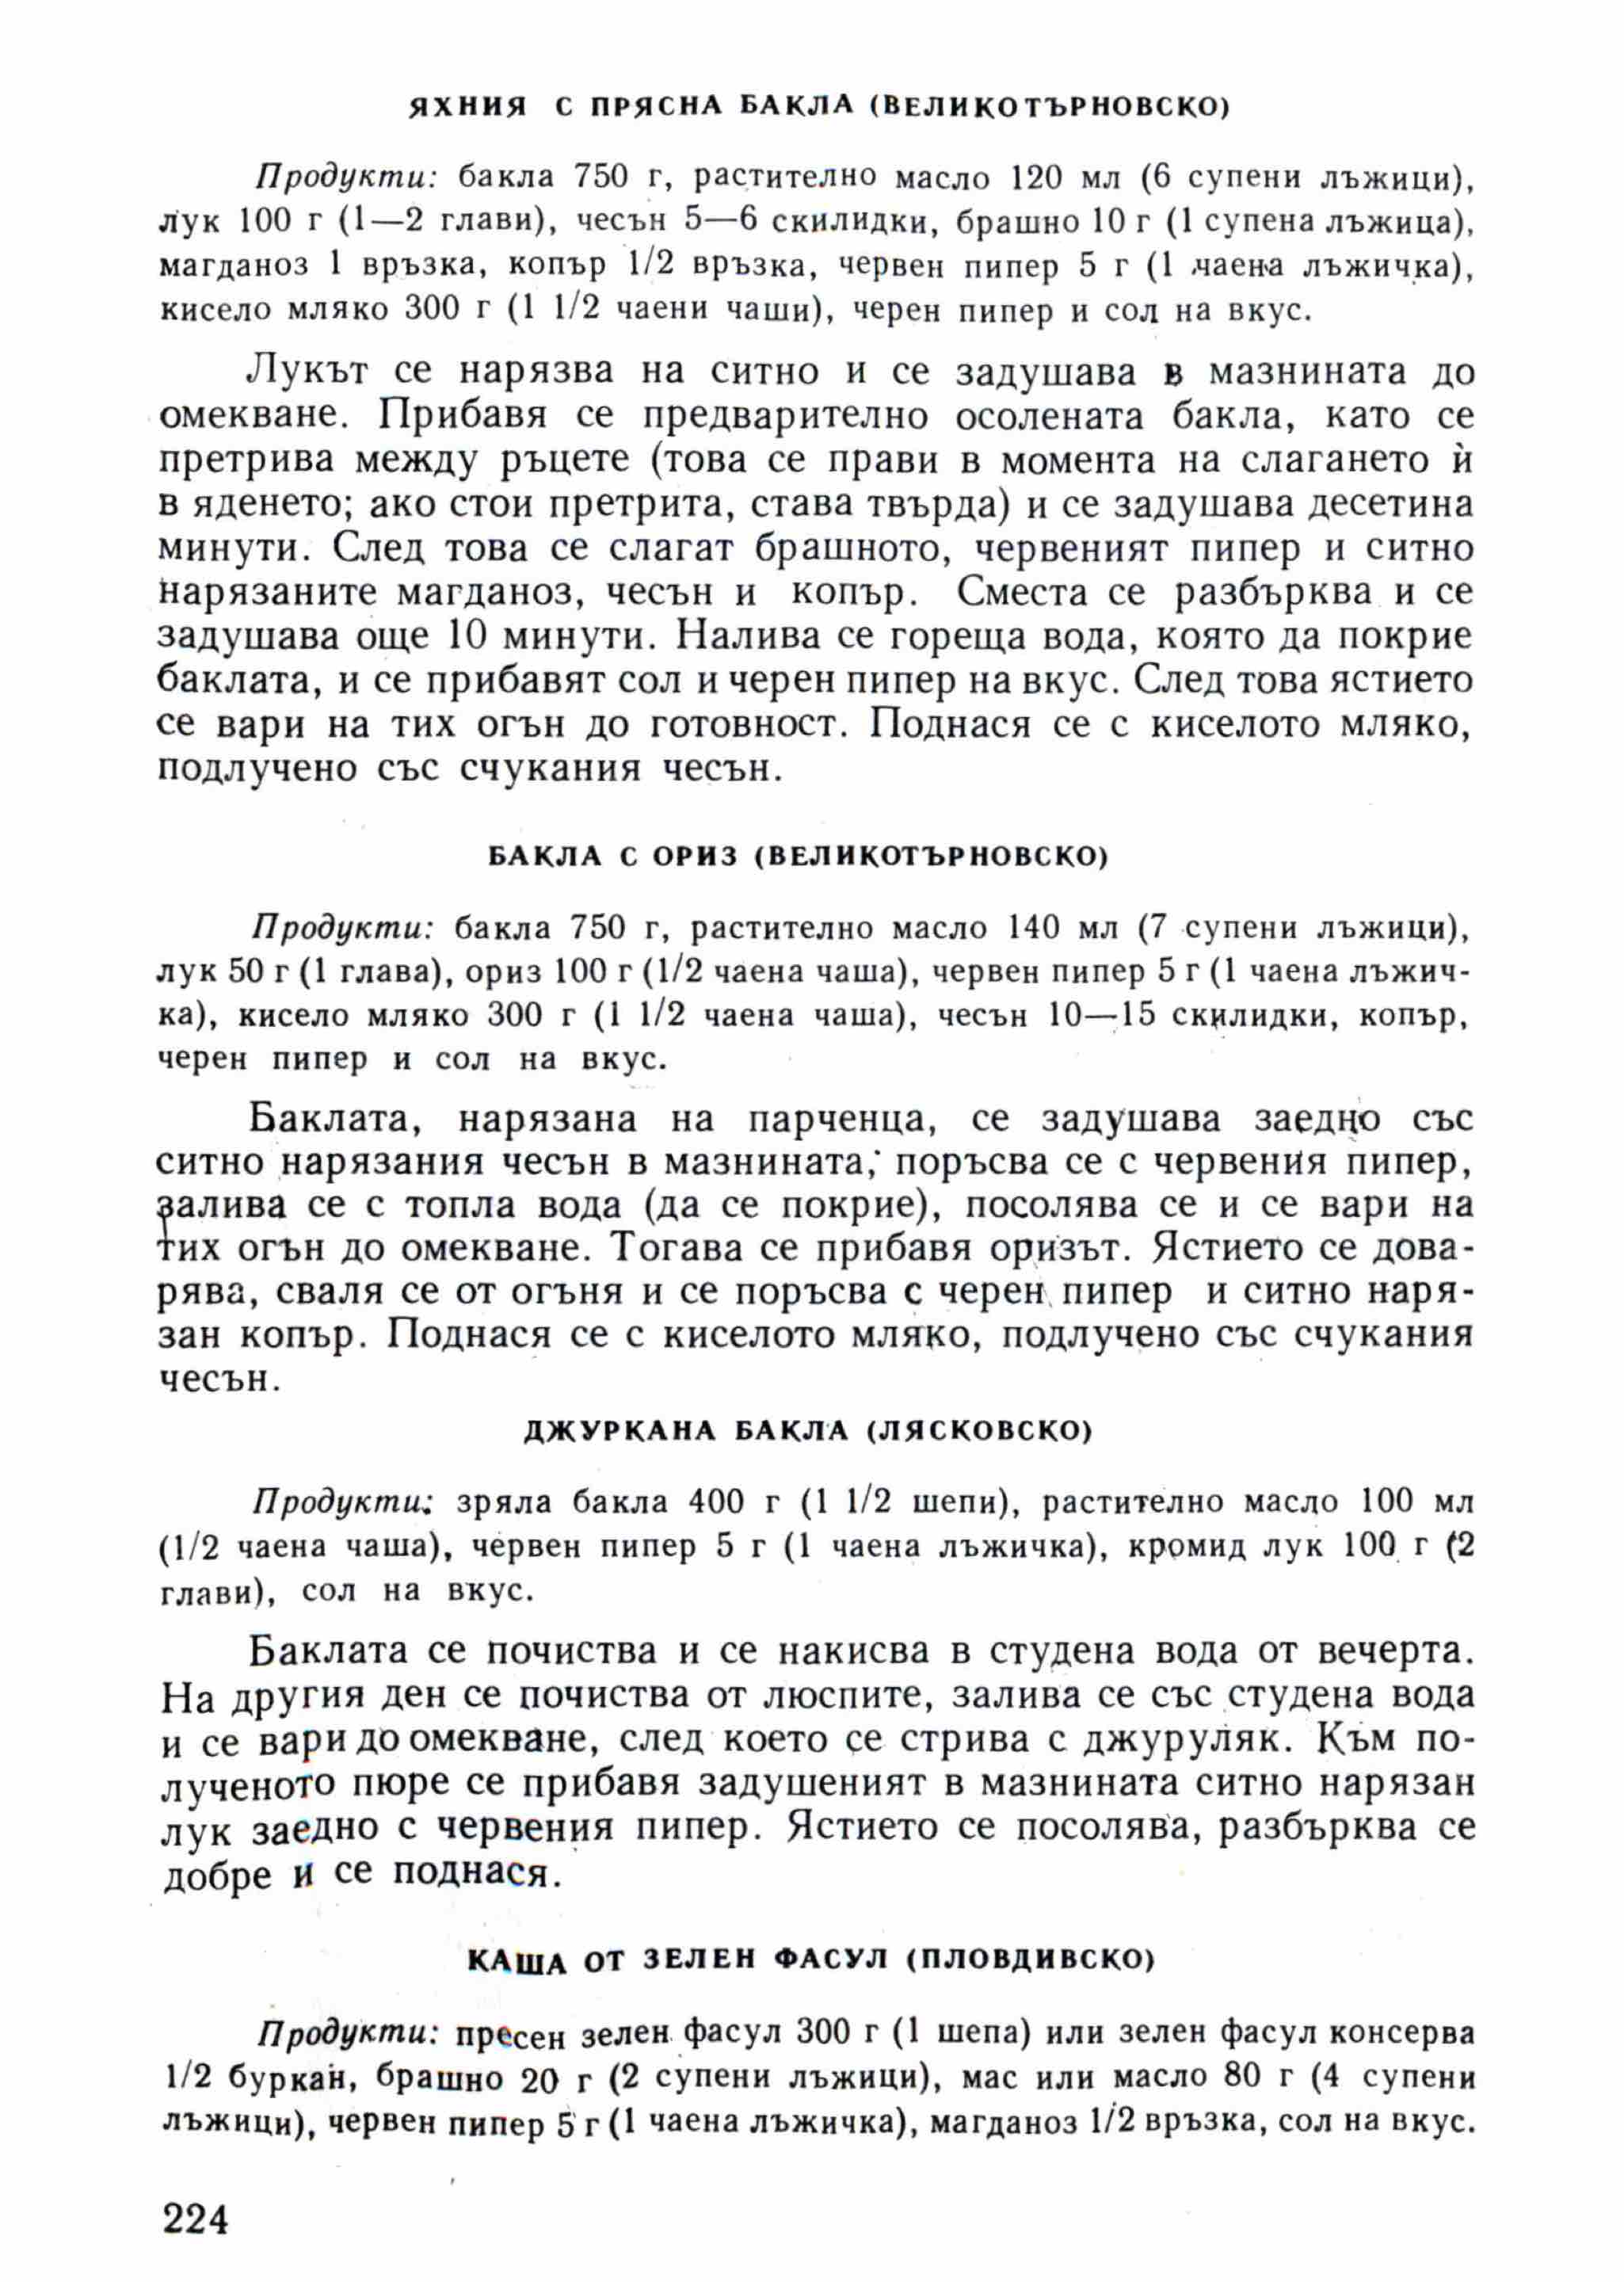 ЯХНИЯ С ПРЯСНА БАКЛА (ВЕЛИКОТЪРНОВСКО)
Продукти: бакла 750 г, растително масло 120 мл (6 супени лъжици),
лук 100 г (1—2 глави), чесън 5—6 скилидки, брашно 10 г (1 супена лъжица),
магданоз 1 връзка, копър 1/2 връзка, червен пипер 5 г (1 чаена лъжичка),
кисело мляко 300 г (1 1/2 чаени чаши), черен пипер и сол на вкус.
Лукът се нарязва на ситно и се задушава в мазнината до
омекване. Прибавя се предварително осолената бакла, като се
претрива между ръцете (това се прави в момента на слагането ѝ
в яденето; ако стои претрита, става твърда) и се задушава десетина
минути. След това се слагат брашното, червеният пипер и ситно
нарязаните магданоз, чесън и копър. Сместа се разбърква и се
задушава още 10 минути. Налива се гореща вода, която да покрие
баклата, и се прибавят сол и черен пипер на вкус. След това ястието
се вари на тих огън до готовност. Поднася се с киселото мляко,
подлучено със счукания чесън.
БАКЛА С ОРИЗ (ВЕЛИКОТЪРНОВСКО)
Продукти: бакла 750 г, растително масло 140 мл (7 супени лъжици),
лук 50 г (1 глава), ориз 100 г (1/2 чаена чаша), червен пипер 5 г (1 чаена лъжич-
ка), кисело мляко 300 г (1 1/2 чаена чаша), чесън 10—15 скилидки, копър,
черен пипер и сол на вкус.
Баклата, нарязана на парченца, се задушава заедно със
ситно нарязания чесън в мазнината, поръсва се с червения пипер,
залива се с топла вода (да се покрие), посолява се и се вари на
тих огън до омекване. Тогава се прибавя оризът. Ястието се дова-
рява, сваля се от огъня и се поръсва с черен пипер и ситно наря-
зан копър. Поднася се с киселото мляко, подлучено със счукания
чесън.
ДЖУРКАНА БАКЛА (ЛЯСКОВСКО)
Продукти: зряла бакла 400 г (1 1/2 шепи), растително масло 100 мл
(1/2 чаена чаша), червен пипер 5 г (1 чаена лъжичка), кромид лук 100 г (2
глави), сол на вкус.
Баклата се почиства и се накисва в студена вода от вечерта.
На другия ден се почиства от люспите, залива се със студена вода
и се вари до омекване, след което се стрива с джуруляк. Към по-
лученото пюре се прибавя задушеният в мазнината ситно нарязан
лук заедно с червения пипер. Ястието се посолява, разбърква се
добре и се поднася.
КАША ОТ ЗЕЛЕН ФАСУЛ (ПЛОВДИВСКО)
Продукти: пресен зелен фасул 300 г (1 шепа) или зелен фасул консерва
1/2 буркан, брашно 20 г (2 супени лъжици), мас или масло 80 г (4 супени
лъжици), червен пипер 5 г (1 чаена лъжичка), магданоз 1/2 връзка, сол на вкус.
224